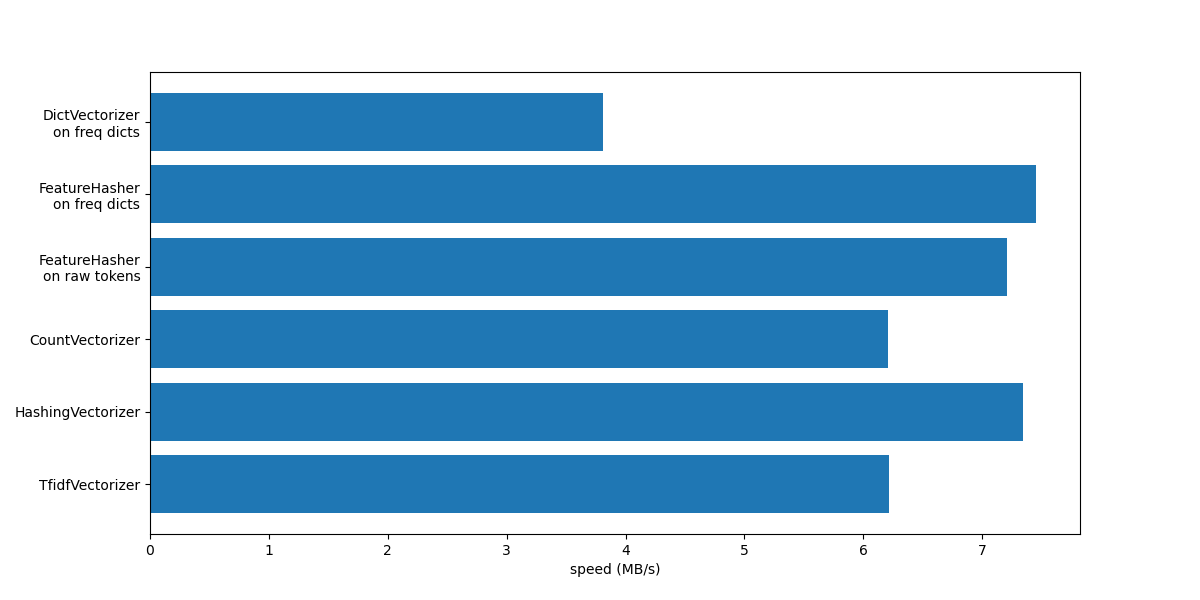 DictVectorizer
on freq dicts
FeatureHasher
on freq dicts
FeatureHasher
on raw tokens
CountVectorizer
HashingVectorizer
TfidfVectorizer
0 1 2 3 4 5 6 7
speed (MB/s)